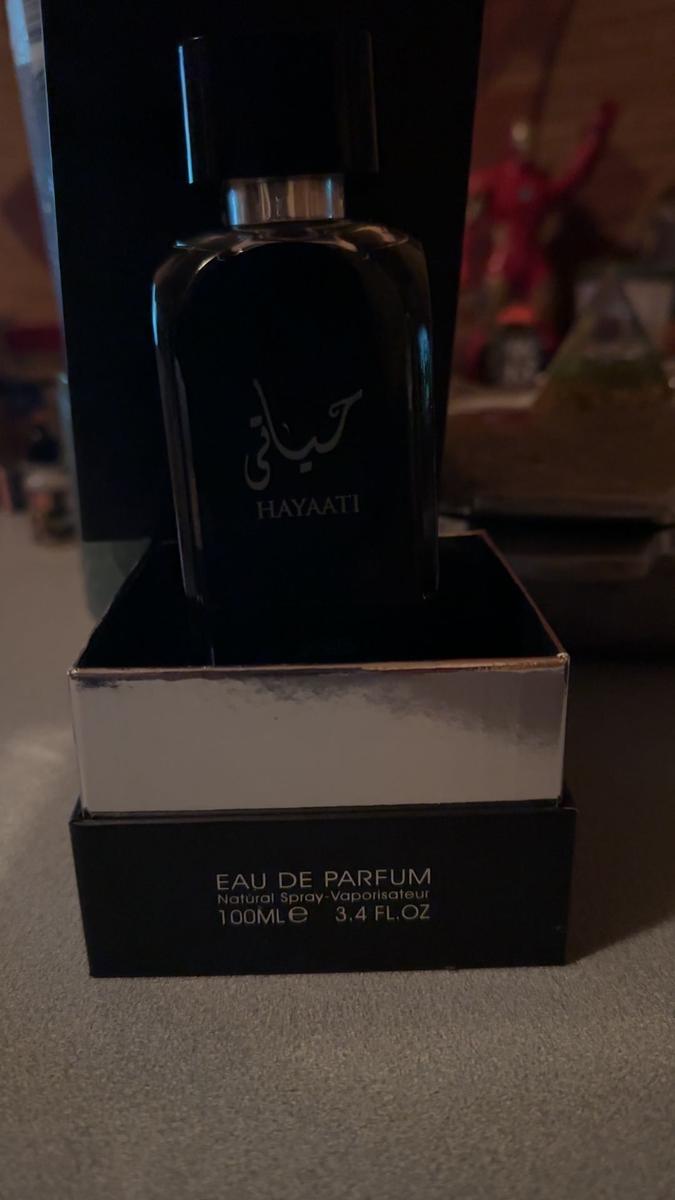 حياتي
HAYAATI
EAU DE PARFUM
Natural Spray-Vaporisateur
100ML℮ 3.4 FL.OZ